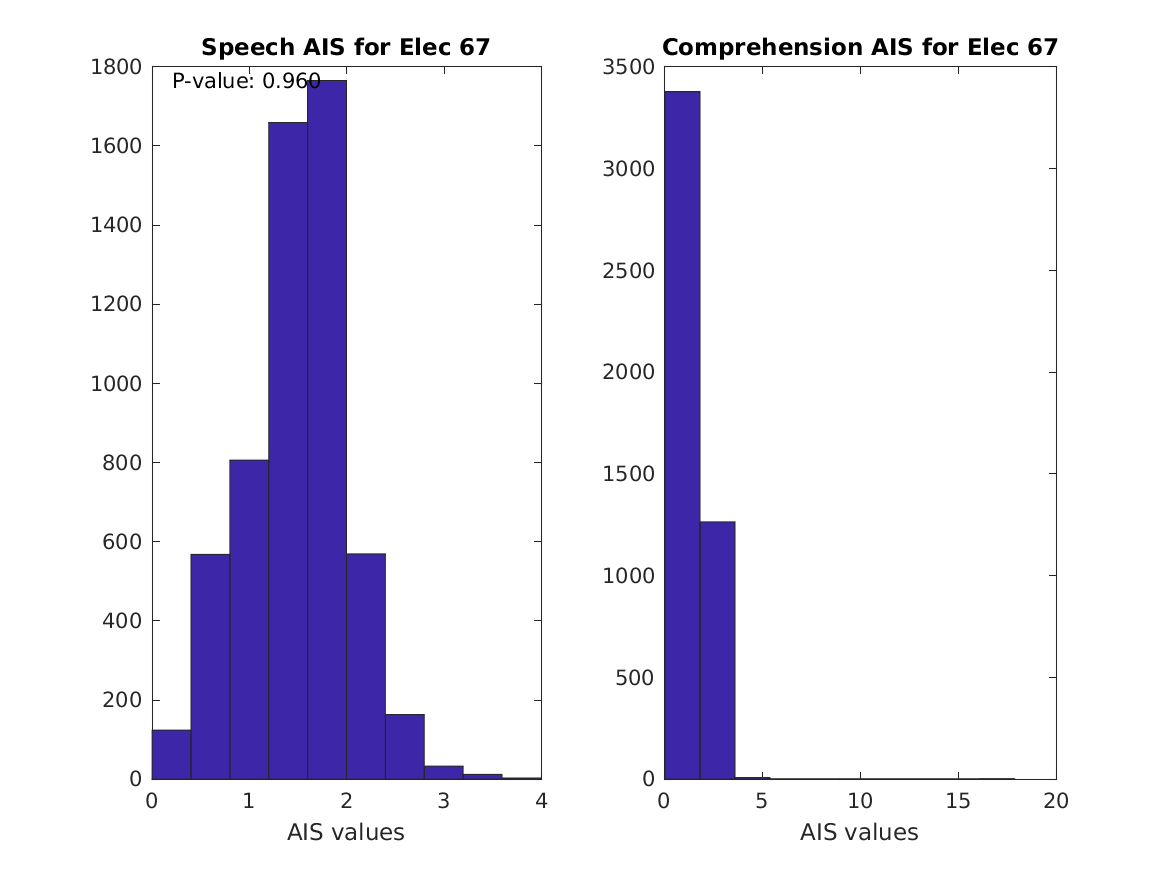 Speech AIS for Elec 67
P-value: 0.960
1800
1600
1400
1200
1000
800
600
400
200
0
0 1 2 3 4
AIS values
Comprehension AIS for Elec 67
3500
3000
2500
2000
1500
1000
500
0
0 5 10 15 20
AIS values